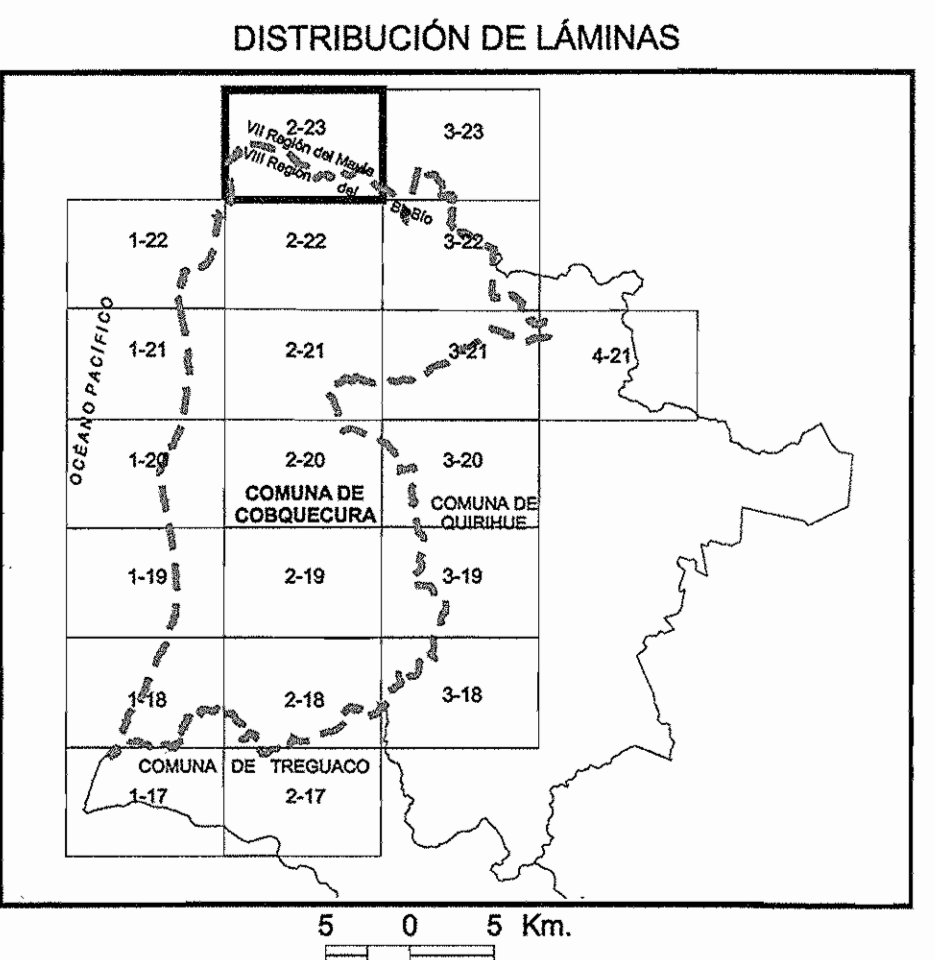 DISTRIBUCIÓN DE LÁMINAS
2-23
3-23
VII Región del Maule
VIII Región del Bío Bío
1-22
2-22
3-22
OCÉANO PACÍFICO
1-21
2-21
3-21
4-21
1-20
2-20
3-20
COMUNA DE
COBQUECURA
COMUNA DE
QUIRIHUE
1-19
2-19
3-19
1-18
2-18
3-18
COMUNA DE TREGUACO
1-17
2-17
5 0 5 Km.